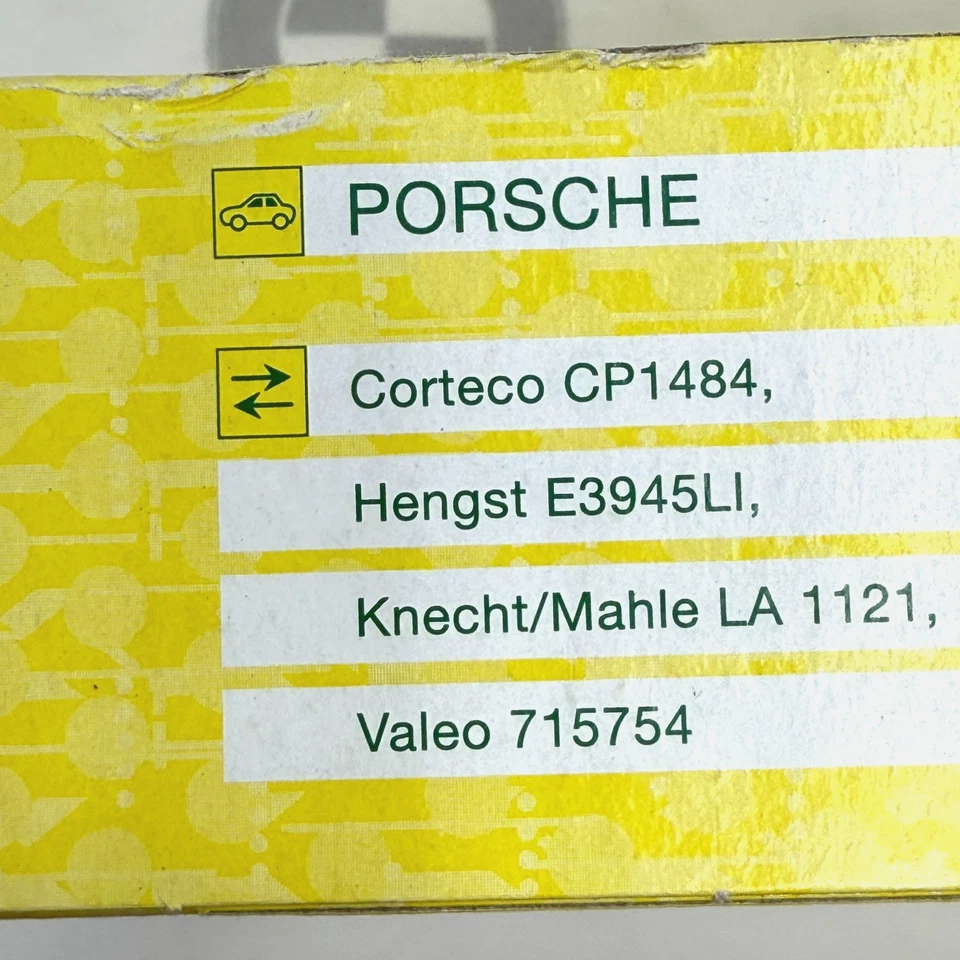 PORSCHE
Corteco CP1484,
Hengst E3945LI,
Knecht/Mahle LA 1121,
Valeo 715754